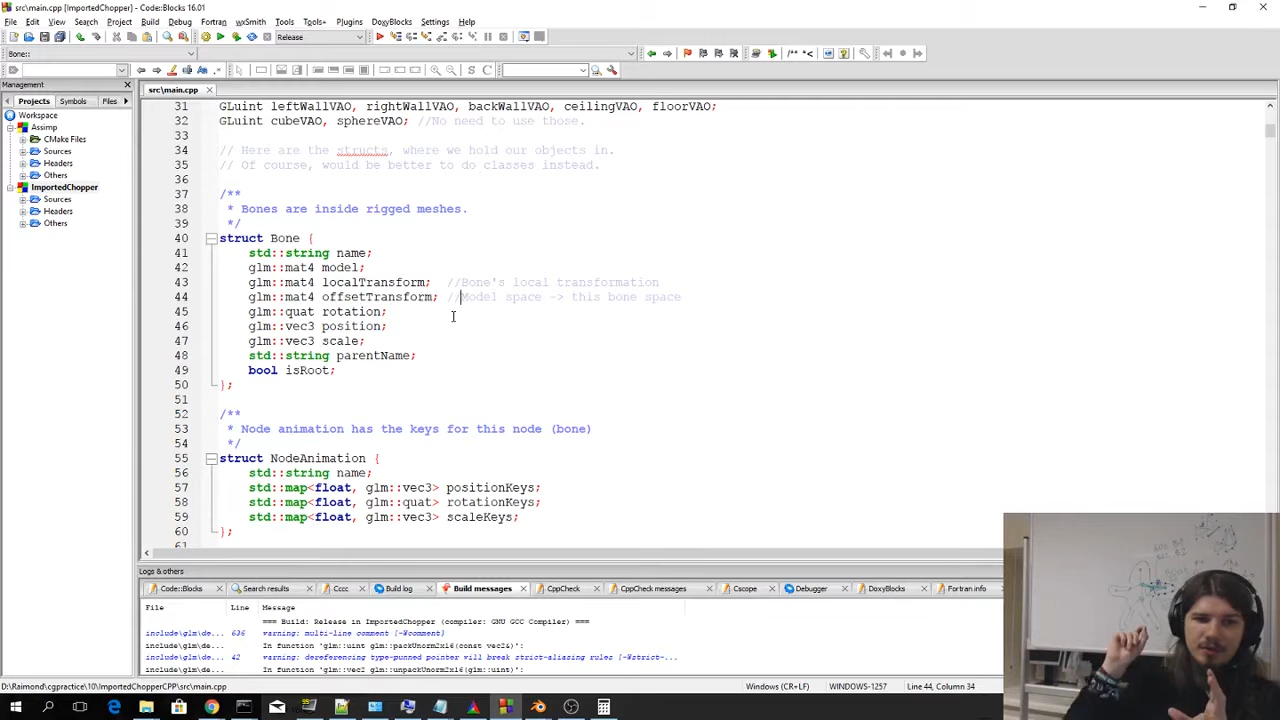 src\main.cpp [ImportedChopper] - Code::Blocks 16.01
File Edit View Search Project Build Debug Fortran wxSmith Tools Tools+ Plugins DoxyBlocks Settings Help
Release
/** *<
Bone::
S C
Management
Projects Symbols Files
Workspace
Assimp
CMake Files
Sources
Headers
Others
ImportedChopper
Sources
Headers
Others
src\main.cpp
31 GLuint leftWallVAO, rightWallVAO, backWallVAO, ceilingVAO, floorVAO;
32 GLuint cubeVAO, sphereVAO; //No need to use those.
33
34 // Here are the structs, where we hold our objects in.
35 // Of course, would be better to do classes instead.
36
37 /**
38 * Bones are inside rigged meshes.
39 */
40 struct Bone {
41 std::string name;
42 glm::mat4 model;
43 glm::mat4 localTransform; //Bone's local transformation
44 glm::mat4 offsetTransform; //Model space -> this bone space
45 glm::quat rotation;
46 glm::vec3 position;
47 glm::vec3 scale;
48 std::string parentName;
49 bool isRoot;
50 };
51
52 /**
53 * Node animation has the keys for this node (bone)
54 */
55 struct NodeAnimation {
56 std::string name;
57 std::map<float, glm::vec3> positionKeys;
58 std::map<float, glm::quat> rotationKeys;
59 std::map<float, glm::vec3> scaleKeys;
60 };
61
Logs & others
Code::Blocks Search results Cccc Build log Build messages CppCheck CppCheck messages Cscope Debugger DoxyBlocks Fortran info
File Line Message
=== Build: Release in ImportedChopper (compiler: GNU GCC Compiler) ===
include\glm\de... 636 warning: multi-line comment [-Wcomment]
include\glm\de... In function 'glm::uint glm::packUnorm2x16(const vec2&)':
include\glm\de... 42 warning: dereferencing type-punned pointer will break strict-aliasing rules [-Wstrict-...
include\glm\de... In function 'glm::vec2 glm::unpackUnorm2x16(glm::uint)':
D:\Raimond\cgpractice\10\ImportedChopperCPP\src\main.cpp Windows (CR+LF) WINDOWS-1257 Line 44, Column 34